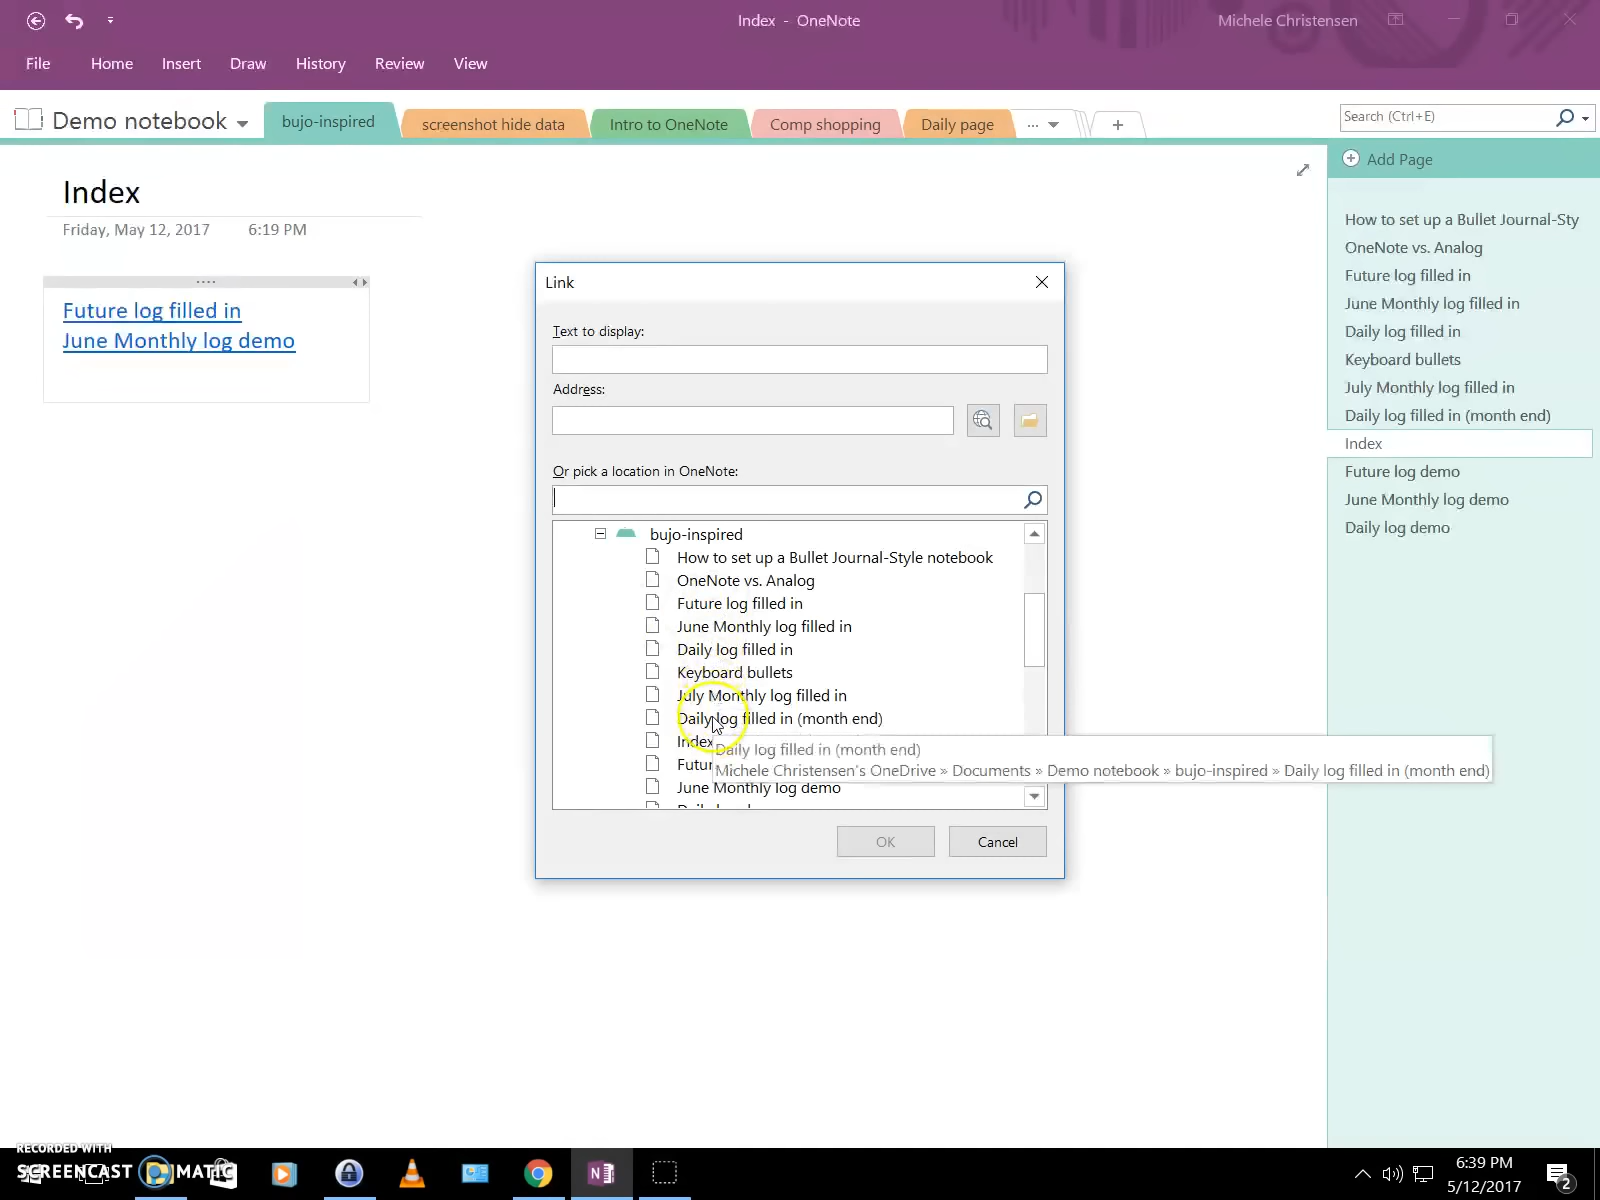 Index - OneNote
Michele Christensen
File Home Insert Draw History Review View
Demo notebook
bujo-inspired
screenshot hide data
Intro to OneNote
Comp shopping
Daily page
...
+
Search (Ctrl+E)
Add Page
Index
Friday, May 12, 2017 6:19 PM
Future log filled in
June Monthly log demo
How to set up a Bullet Journal-Sty
OneNote vs. Analog
Future log filled in
June Monthly log filled in
Daily log filled in
Keyboard bullets
July Monthly log filled in
Daily log filled in (month end)
Index
Future log demo
June Monthly log demo
Daily log demo
Link
Text to display:
Address:
Or pick a location in OneNote:
bujo-inspired
How to set up a Bullet Journal-Style notebook
OneNote vs. Analog
Future log filled in
June Monthly log filled in
Daily log filled in
Keyboard bullets
July Monthly log filled in
Daily log filled in (month end)
Index
Daily log filled in (month end)
Michele Christensen's OneDrive » Documents » Demo notebook » bujo-inspired » Daily log filled in (month end)
June Monthly log demo
OK
Cancel
RECORDED WITH
SCREENCAST MATIC
N
6:39 PM
5/12/2017
2